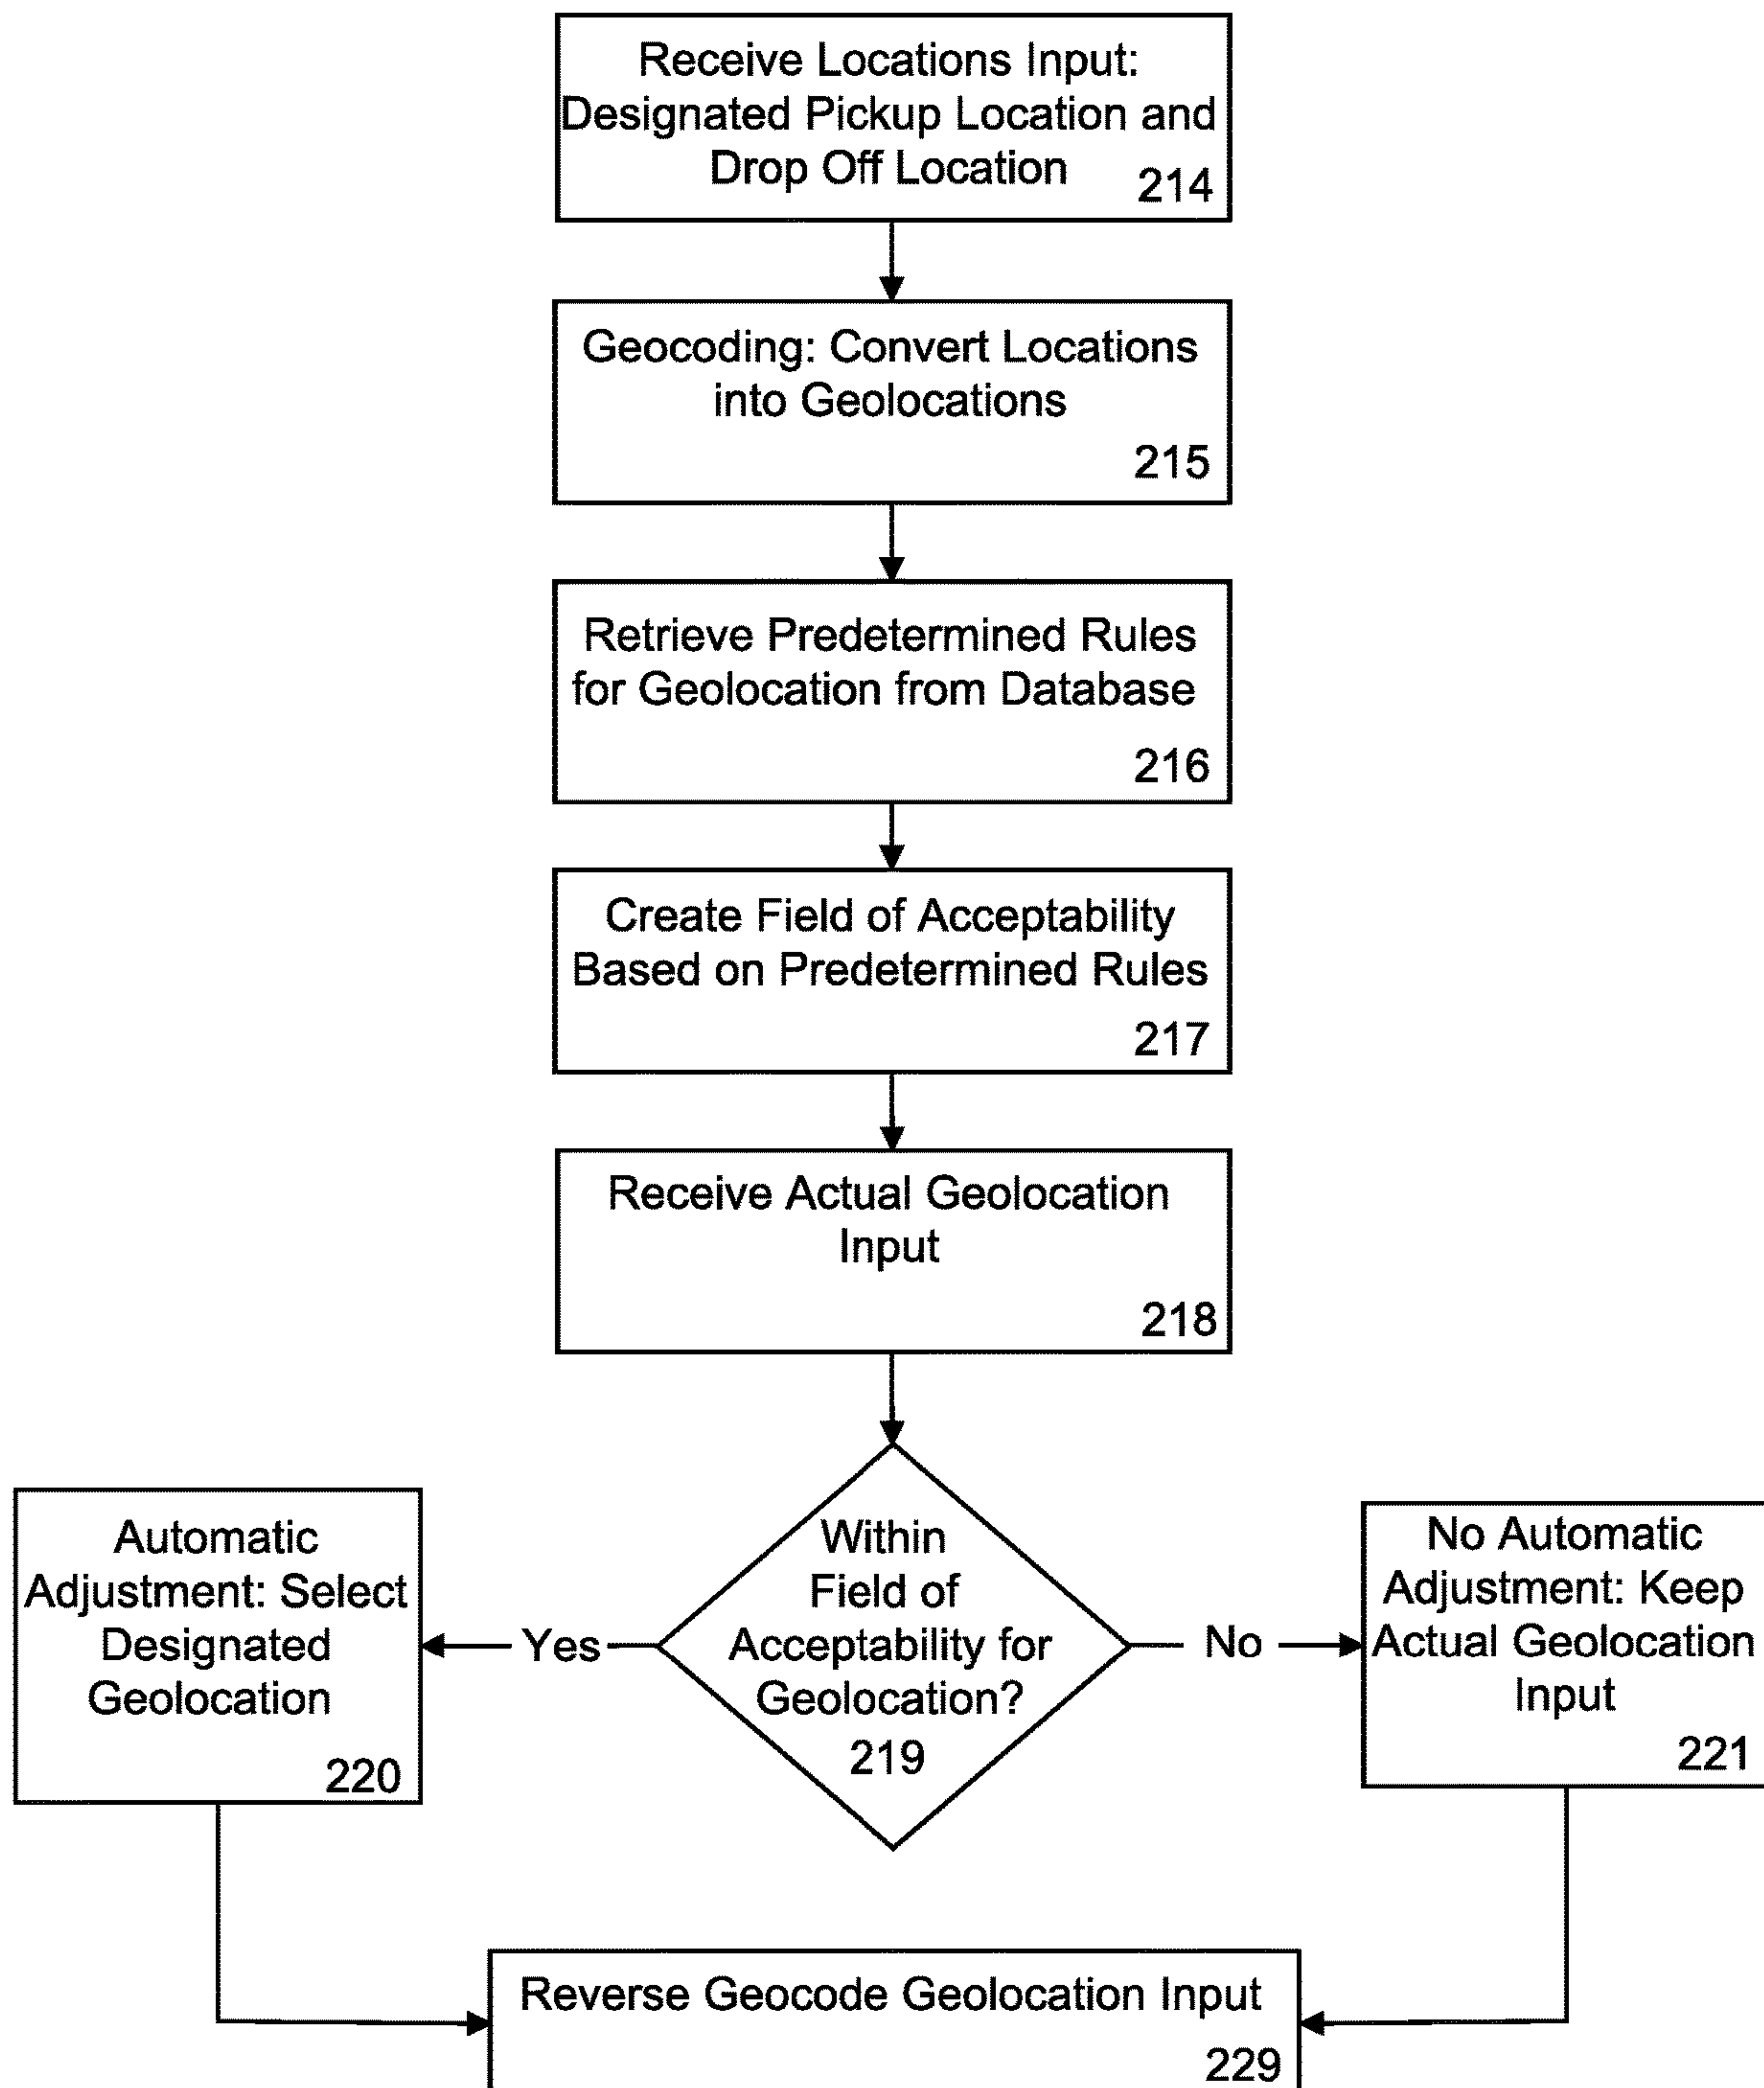 Receive Locations Input:
Designated Pickup Location and
Drop Off Location
214
Geocoding: Convert Locations
into Geolocations
215
Retrieve Predetermined Rules
for Geolocation from Database
216
Create Field of Acceptability
Based on Predetermined Rules
217
Receive Actual Geolocation
Input
218
Within
Field of
Acceptability for
Geolocation?
219
Yes
No
Automatic
Adjustment: Select
Designated
Geolocation
220
No Automatic
Adjustment: Keep
Actual Geolocation
Input
221
Reverse Geocode Geolocation Input
229